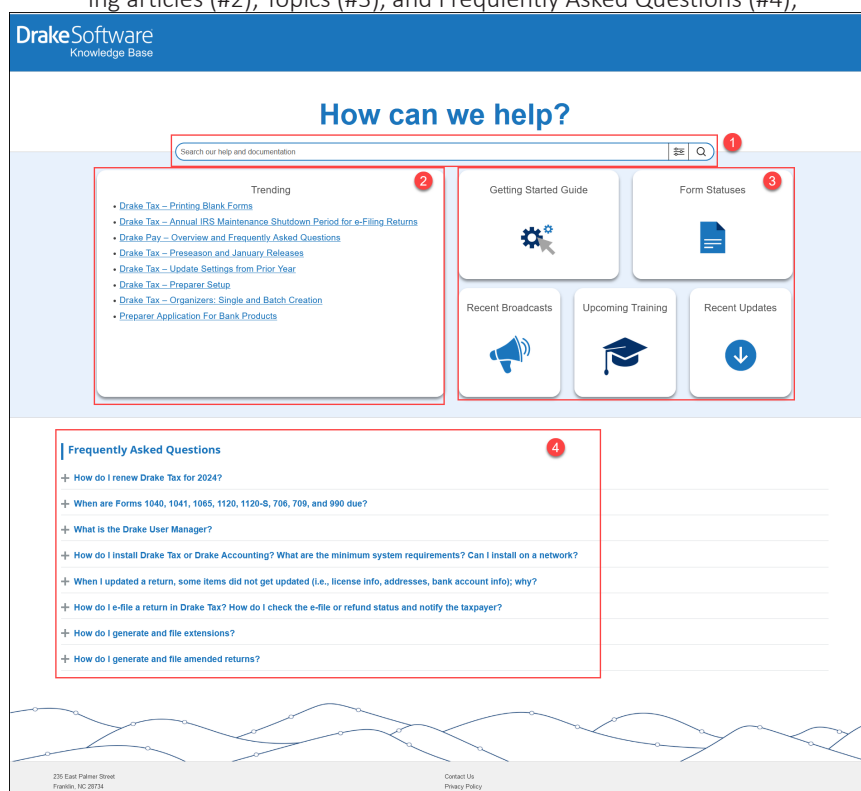 ing articles (#2), Topics (#3), and Frequently Asked Questions (#4),
DrakeSoftware
Knowledge Base
How can we help?
Search our help and documentation
1
Trending
2
• Drake Tax – Printing Blank Forms
• Drake Tax – Annual IRS Maintenance Shutdown Period for e-Filing Returns
• Drake Pay – Overview and Frequently Asked Questions
• Drake Tax – Preseason and January Releases
• Drake Tax – Update Settings from Prior Year
• Drake Tax – Preparer Setup
• Drake Tax – Organizers: Single and Batch Creation
• Preparer Application For Bank Products
Getting Started Guide
Form Statuses
3
Recent Broadcasts
Upcoming Training
Recent Updates
Frequently Asked Questions
4
How do I renew Drake Tax for 2024?
When are Forms 1040, 1041, 1065, 1120, 1120-S, 706, 709, and 990 due?
What is the Drake User Manager?
How do I install Drake Tax or Drake Accounting? What are the minimum system requirements? Can I install on a network?
When I updated a return, some items did not get updated (i.e., license info, addresses, bank account info); why?
How do I e-file a return in Drake Tax? How do I check the e-file or refund status and notify the taxpayer?
How do I generate and file extensions?
How do I generate and file amended returns?
235 East Palmer Street
Franklin, NC 28734
Contact Us
Privacy Policy